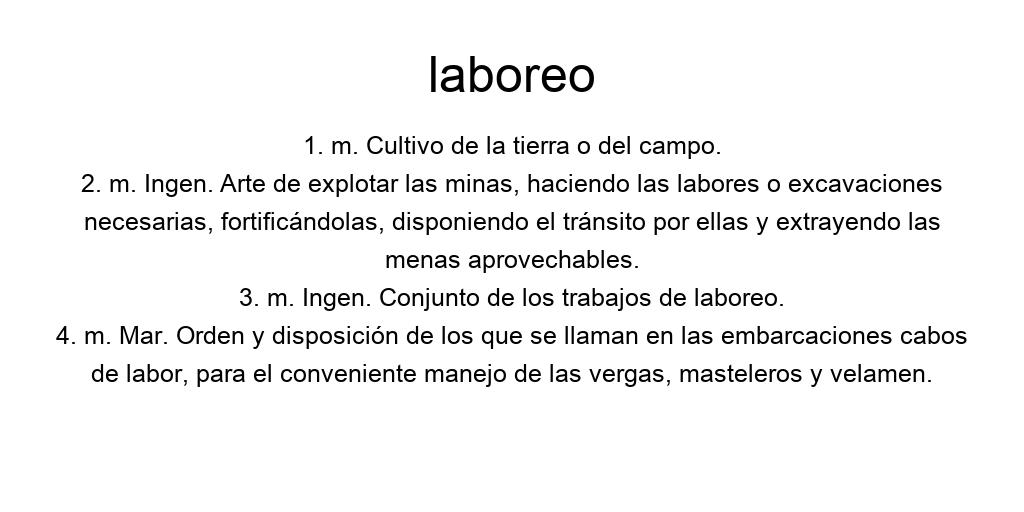 laboreo
1. m. Cultivo de la tierra o del campo.
2. m. Ingen. Arte de explotar las minas, haciendo las labores o excavaciones
necesarias, fortificándolas, disponiendo el tránsito por ellas y extrayendo las
menas aprovechables.
3. m. Ingen. Conjunto de los trabajos de laboreo.
4. m. Mar. Orden y disposición de los que se llaman en las embarcaciones cabos
de labor, para el conveniente manejo de las vergas, masteleros y velamen.